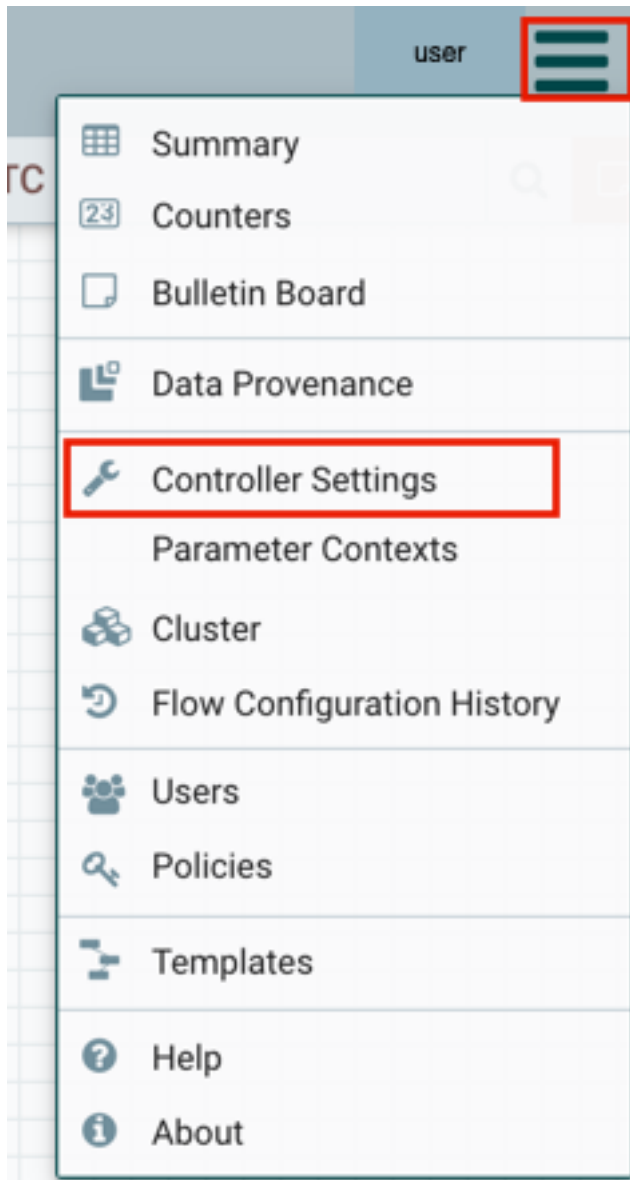 user
TC
Summary
Counters
Bulletin Board
Data Provenance
Controller Settings
Parameter Contexts
Cluster
Flow Configuration History
Users
Policies
Templates
Help
About